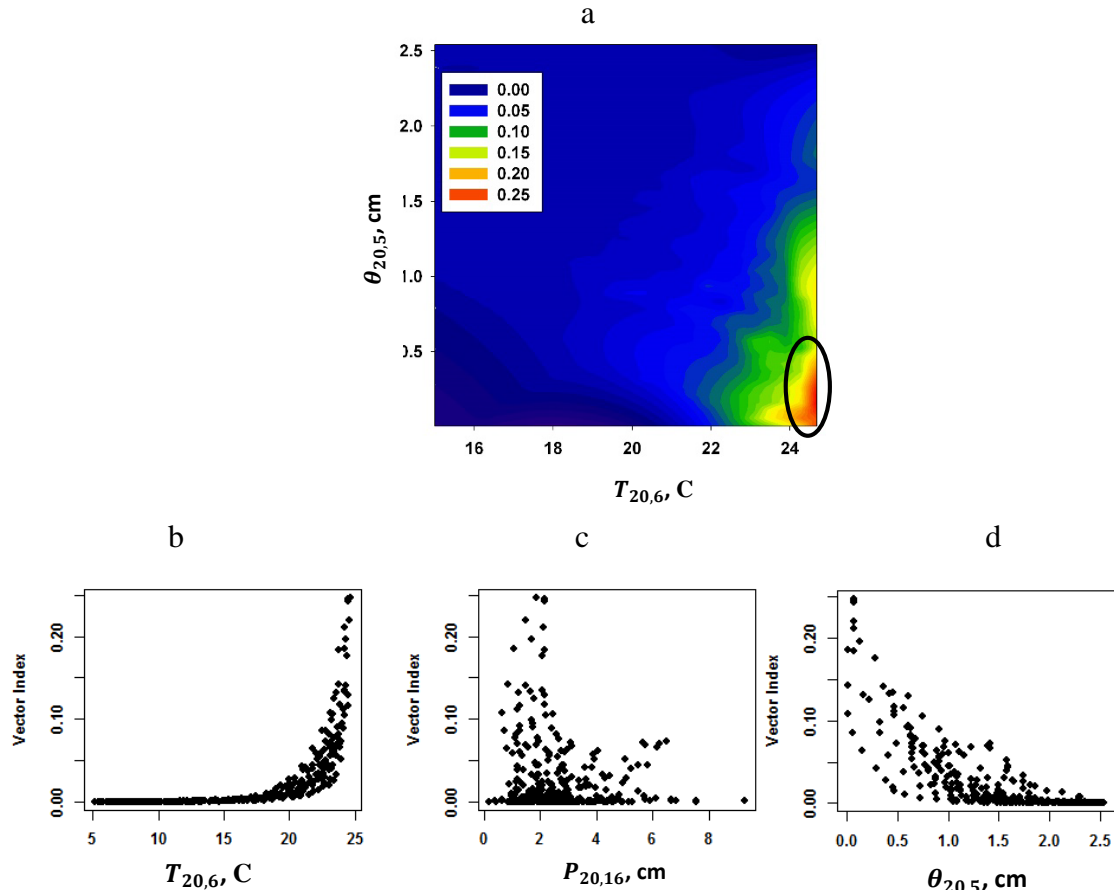 a
2.5
2.0
1.5
1.0
0.5
θ20,5, cm
0.00
0.05
0.10
0.15
0.20
0.25
16 18 20 22 24
T20,6, C
b
Vector Index
0.00 0.10 0.20
5 10 15 20 25
T20,6, C
c
Vector Index
0.00 0.10 0.20
0 2 4 6 8
P20,16, cm
d
Vector Index
0.00 0.10 0.20
0.0 0.5 1.0 1.5 2.0 2.5
θ20,5, cm